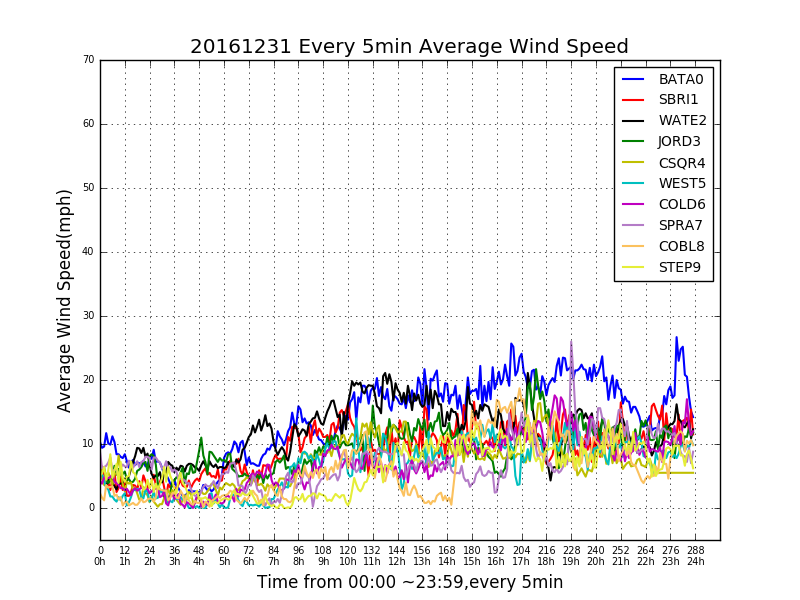 20161231 Every 5min Average Wind Speed
70
60
50
40
30
20
10
0
Average Wind Speed(mph)
BATA0
SBRI1
WATE2
JORD3
CSQR4
WEST5
COLD6
SPRA7
COBL8
STEP9
0 12 24 36 48 60 72 84 96 108 120 132 144 156 168 180 192 204 216 228 240 252 264 276 288
0h 1h 2h 3h 4h 5h 6h 7h 8h 9h 10h 11h 12h 13h 14h 15h 16h 17h 18h 19h 20h 21h 22h 23h 24h
Time from 00:00 ~23:59,every 5min